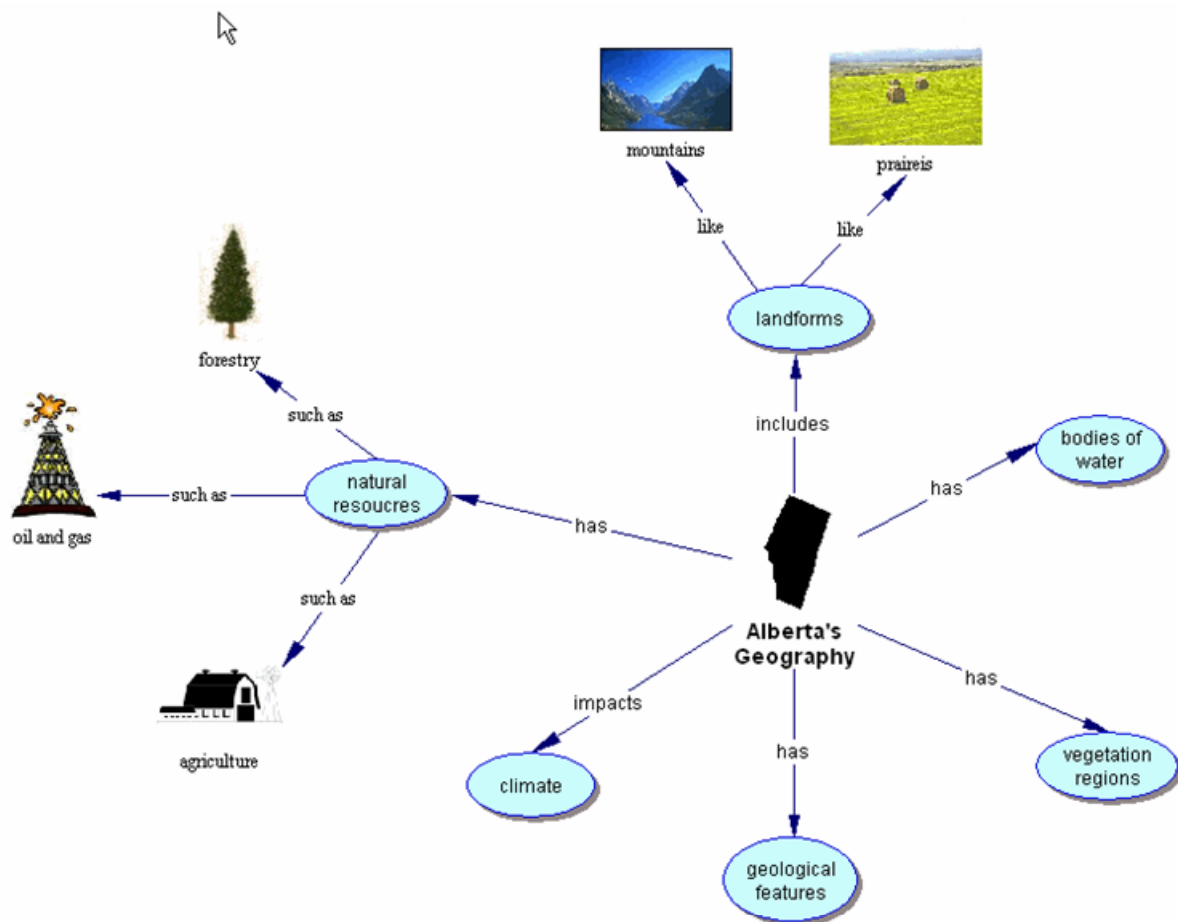 mountains
praireis
like
like
landforms
forestry
includes
such as
bodies of
water
natural
resoucres
such as
has
oil and gas
has
such as
Alberta's
Geography
has
impacts
agriculture
has
vegetation
regions
climate
geological
features